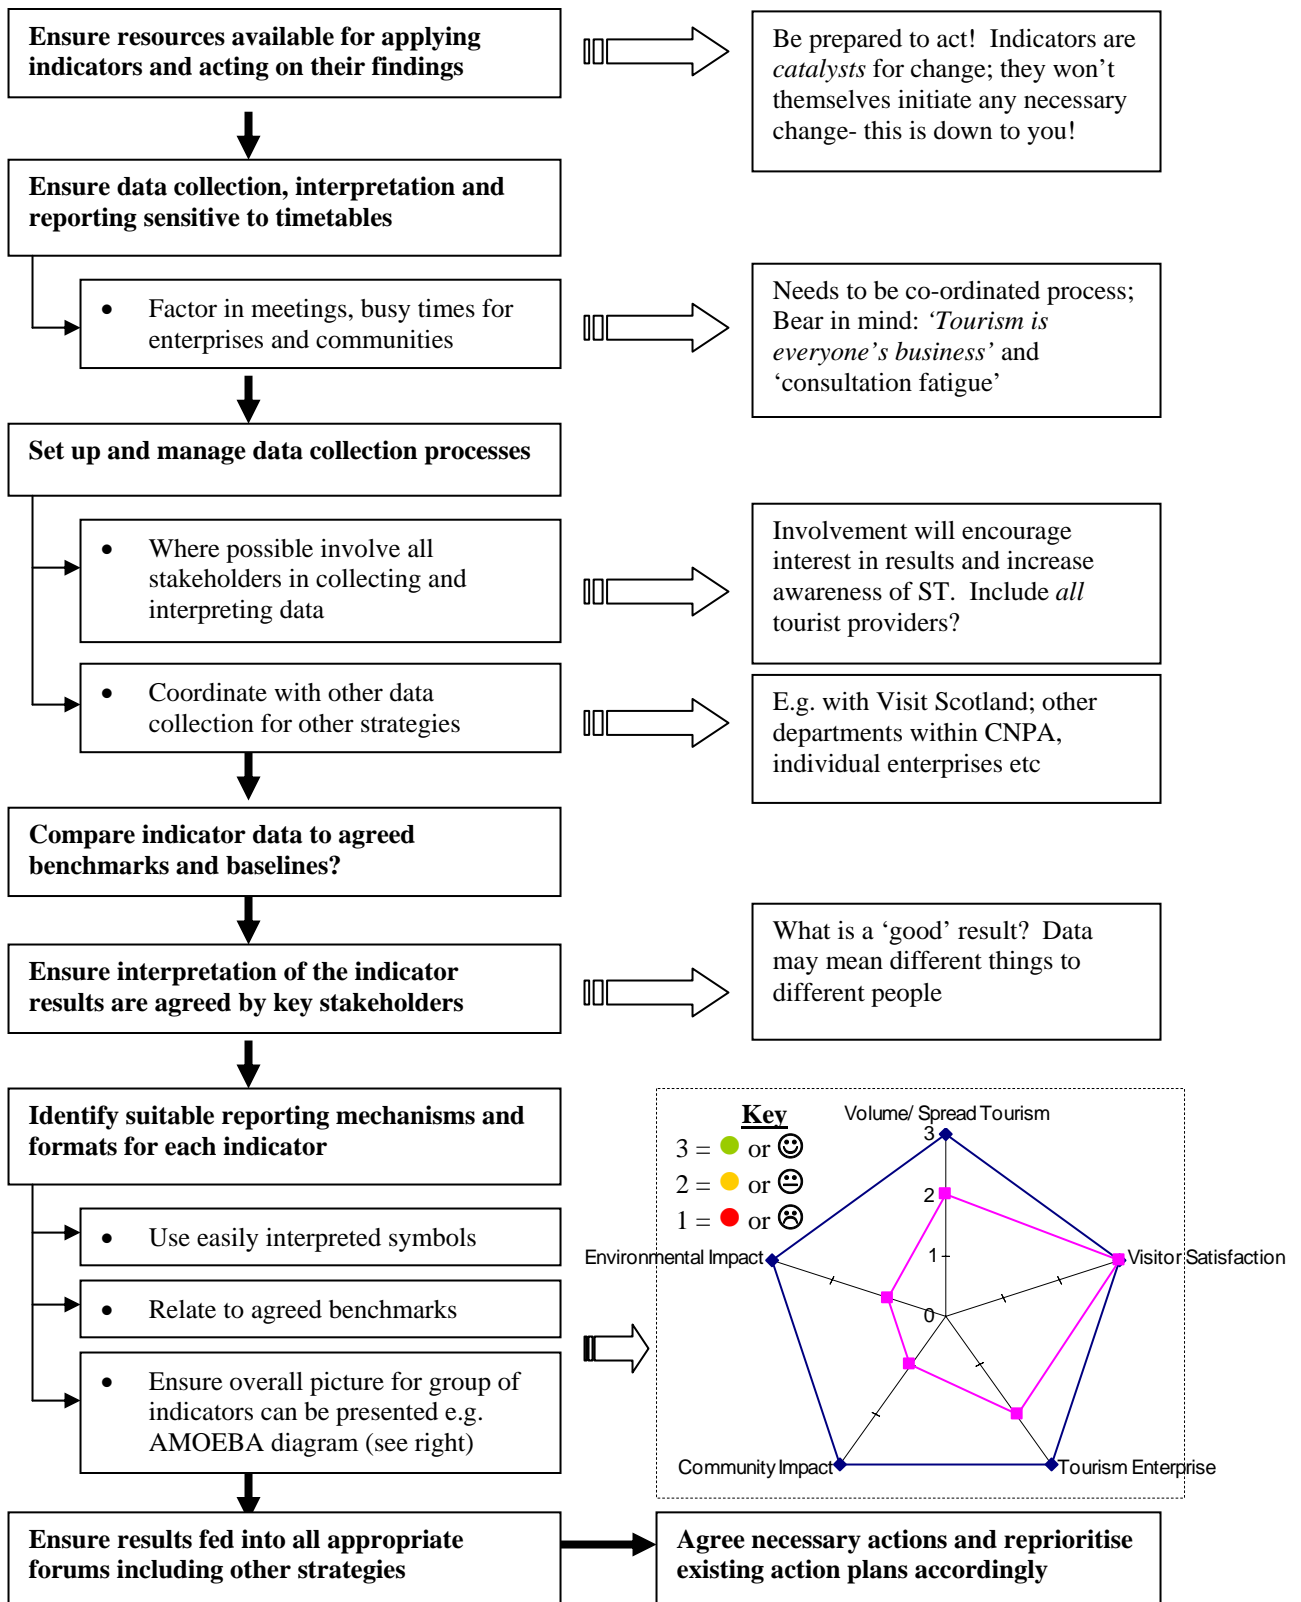 Ensure resources available for applying
indicators and acting on their findings
Be prepared to act!  Indicators are
catalysts for change; they won’t
themselves initiate any necessary
change- this is down to you!
Ensure data collection, interpretation and
reporting sensitive to timetables
• Factor in meetings, busy times for
enterprises and communities
Needs to be co-ordinated process;
Bear in mind: ‘Tourism is
everyone’s business’ and
‘consultation fatigue’
Set up and manage data collection processes
• Where possible involve all
stakeholders in collecting and
interpreting data
Involvement will encourage
interest in results and increase
awareness of ST.  Include all
tourist providers?
• Coordinate with other data
collection for other strategies
E.g. with Visit Scotland; other
departments within CNPA,
individual enterprises etc
Compare indicator data to agreed
benchmarks and baselines?
Ensure interpretation of the indicator
results are agreed by key stakeholders
What is a ‘good’ result?  Data
may mean different things to
different people
Identify suitable reporting mechanisms and
formats for each indicator
• Use easily interpreted symbols
• Relate to agreed benchmarks
• Ensure overall picture for group of
indicators can be presented e.g.
AMOEBA diagram (see right)
Key
3 = or
2 = or
1 = or
Volume/ Spread Tourism
3
2
1
0
Environmental Impact
Visitor Satisfaction
Community Impact
Tourism Enterprise
Ensure results fed into all appropriate
forums including other strategies
Agree necessary actions and reprioritise
existing action plans accordingly